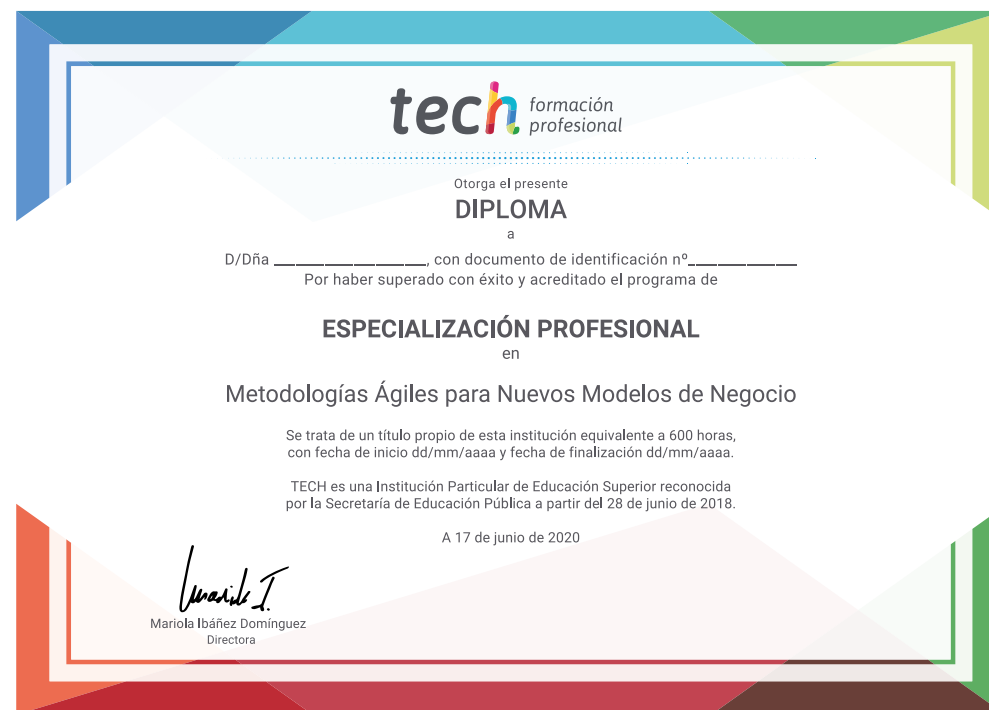 tech formación
profesional
Otorga el presente
DIPLOMA
a
D/Dña ______________, con documento de identificación nº__________
Por haber superado con éxito y acreditado el programa de
ESPECIALIZACIÓN PROFESIONAL
en
Metodologías Ágiles para Nuevos Modelos de Negocio
Se trata de un título propio de esta institución equivalente a 600 horas,
con fecha de inicio dd/mm/aaaa y fecha de finalización dd/mm/aaaa.
TECH es una Institución Particular de Educación Superior reconocida
por la Secretaría de Educación Pública a partir del 28 de junio de 2018.
A 17 de junio de 2020
Mariola Ibáñez Domínguez
Directora